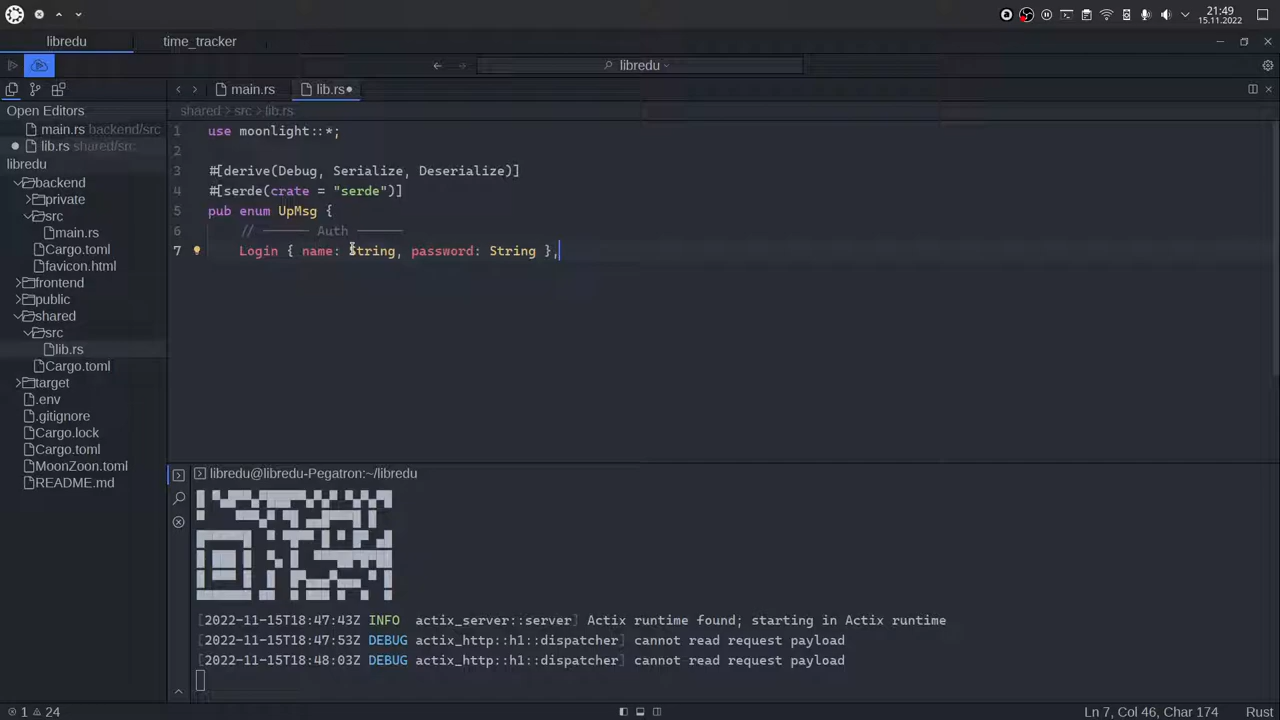 21:49
15.11.2022
libredu
time_tracker
libredu
main.rs
lib.rs
Open Editors
main.rs backend/src
lib.rs shared/src
libredu
backend
private
src
main.rs
Cargo.toml
favicon.html
frontend
public
shared
src
lib.rs
Cargo.toml
target
.env
.gitignore
Cargo.lock
Cargo.toml
MoonZoon.toml
README.md
shared > src > lib.rs
1 use moonlight::*;
2
3 #[derive(Debug, Serialize, Deserialize)]
4 #[serde(crate = "serde")]
5 pub enum UpMsg {
6 // ------ Auth ------
7 Login { name: String, password: String },
libredu@libredu-Pegatron:~/libredu
[2022-11-15T18:47:43Z INFO actix_server::server] Actix runtime found; starting in Actix runtime
[2022-11-15T18:47:53Z DEBUG actix_http::h1::dispatcher] cannot read request payload
[2022-11-15T18:48:03Z DEBUG actix_http::h1::dispatcher] cannot read request payload
1 24
Ln 7, Col 46, Char 174
Rust